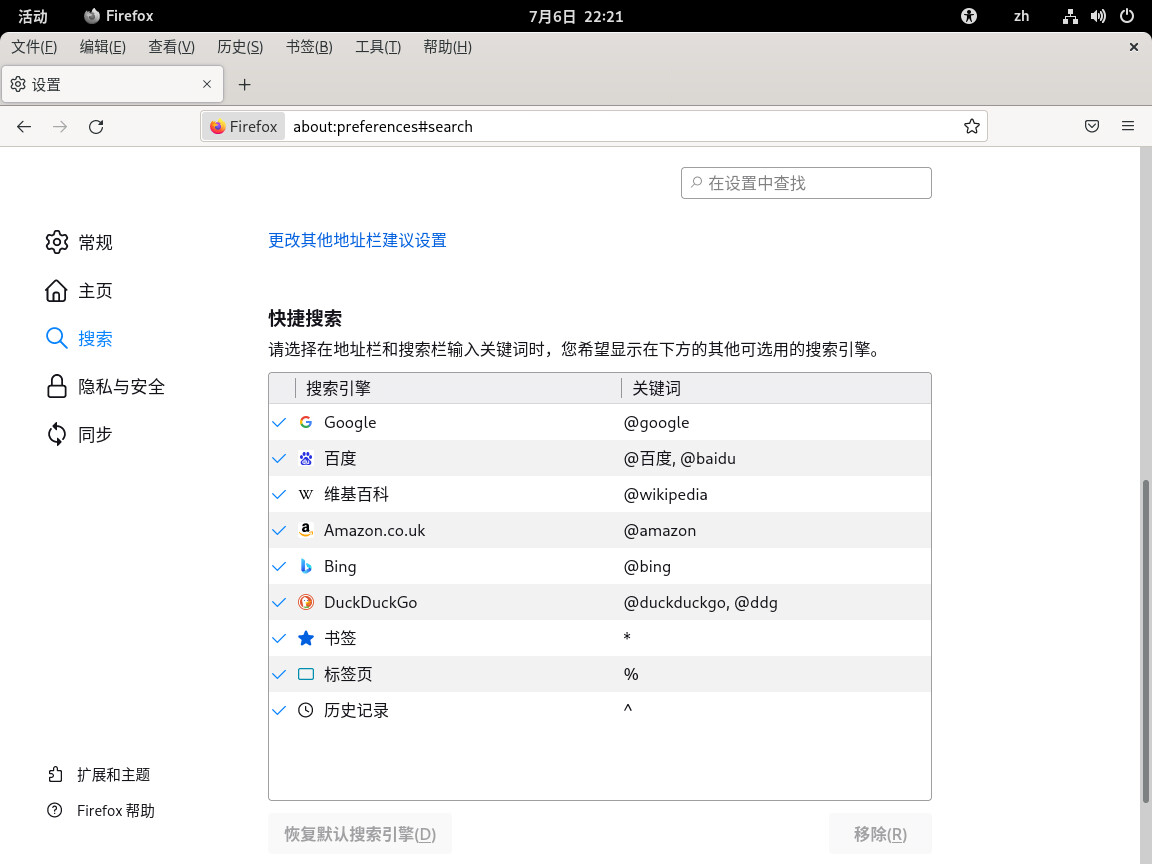 活动 Firefox 7月6日 22:21 zh
文件(F) 编辑(E) 查看(V) 历史(S) 书签(B) 工具(T) 帮助(H)
设置
Firefox about:preferences#search
在设置中查找
常规
主页
搜索
隐私与安全
同步
更改其他地址栏建议设置
快捷搜索
请选择在地址栏和搜索栏输入关键词时，您希望显示在下方的其他可选用的搜索引擎。
搜索引擎 关键词
Google @google
百度 @百度, @baidu
维基百科 @wikipedia
Amazon.co.uk @amazon
Bing @bing
DuckDuckGo @duckduckgo, @ddg
书签 *
标签页 %
历史记录 ^
扩展和主题
Firefox 帮助
恢复默认搜索引擎(D) 移除(R)